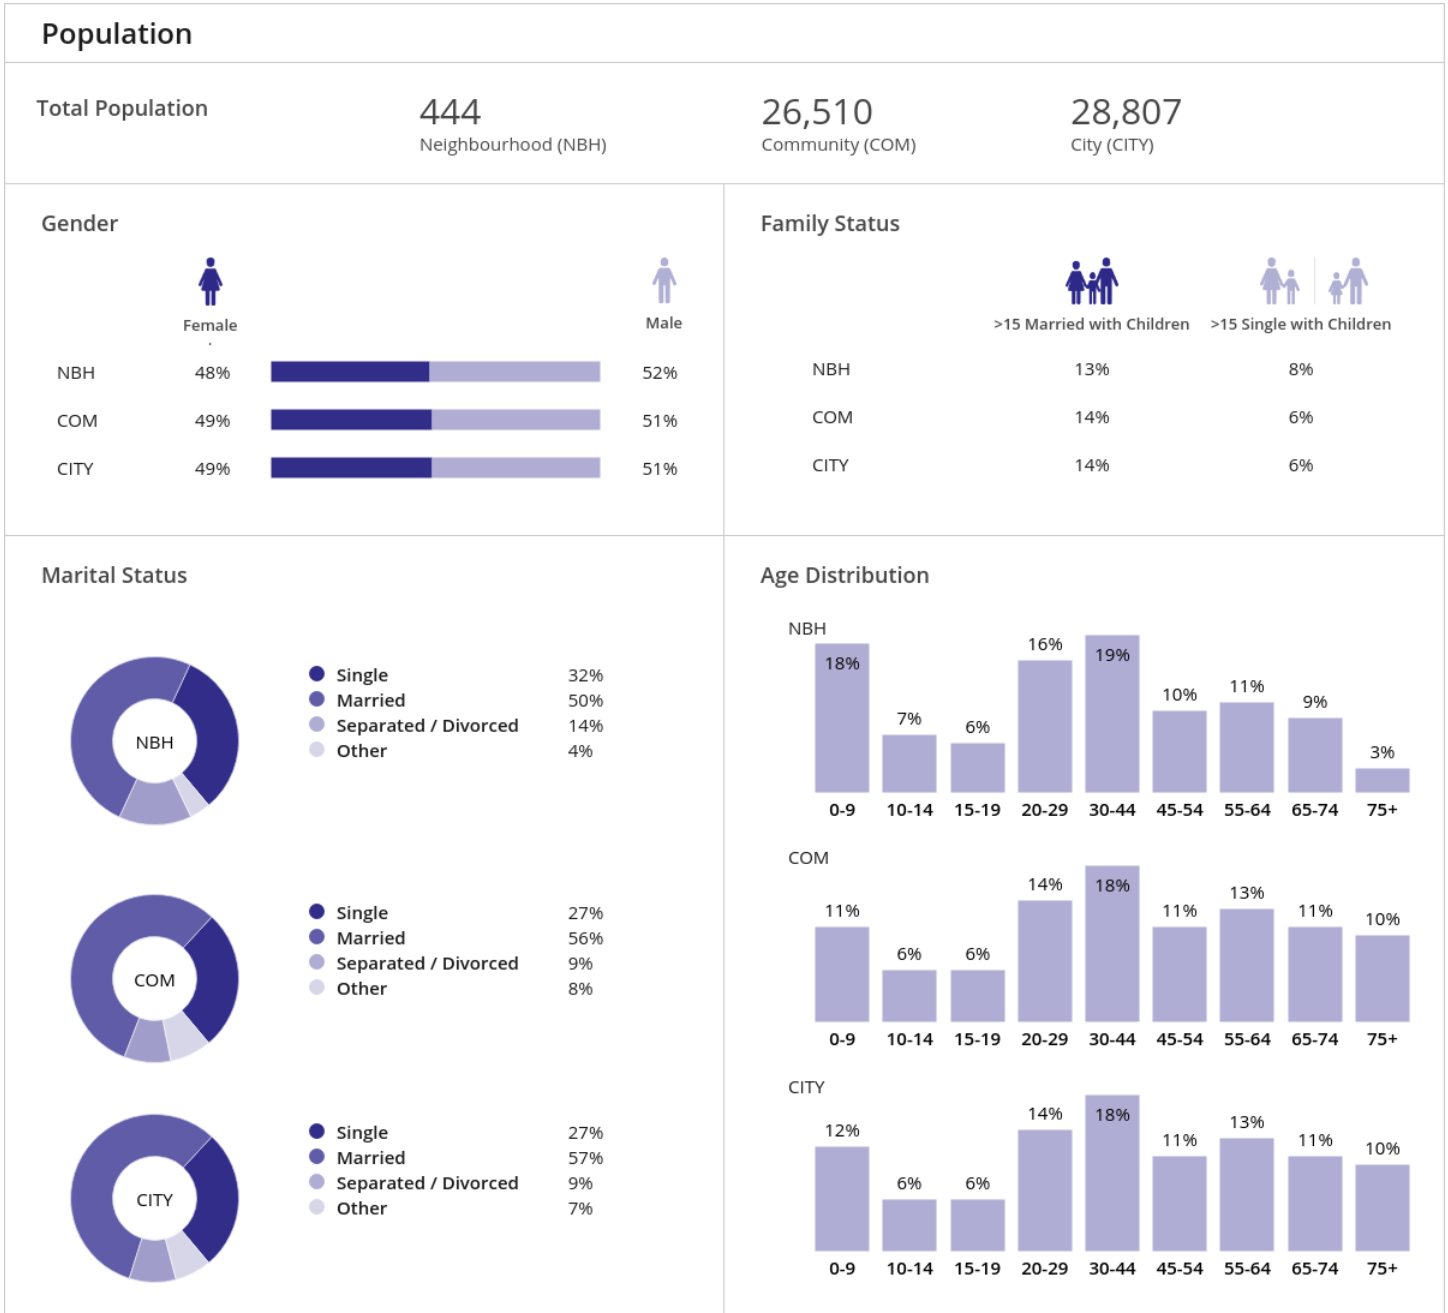 Population
Total Population
444
26,510
28,807
Neighbourhood (NBH)
Community (COM)
City (CITY)
Gender
Female
.
Male
NBH 48% 52%
COM 49% 51%
CITY 49% 51%
Family Status
>15 Married with Children >15 Single with Children
NBH 13% 8%
COM 14% 6%
CITY 14% 6%
Marital Status
NBH
Single 32%
Married 50%
Separated / Divorced 14%
Other 4%
COM
Single 27%
Married 56%
Separated / Divorced 9%
Other 8%
CITY
Single 27%
Married 57%
Separated / Divorced 9%
Other 7%
Age Distribution
NBH
18% 7% 6% 16% 19% 10% 11% 9% 3%
0-9 10-14 15-19 20-29 30-44 45-54 55-64 65-74 75+
COM
11% 6% 6% 14% 18% 11% 13% 11% 10%
0-9 10-14 15-19 20-29 30-44 45-54 55-64 65-74 75+
CITY
12% 6% 6% 14% 18% 11% 13% 11% 10%
0-9 10-14 15-19 20-29 30-44 45-54 55-64 65-74 75+